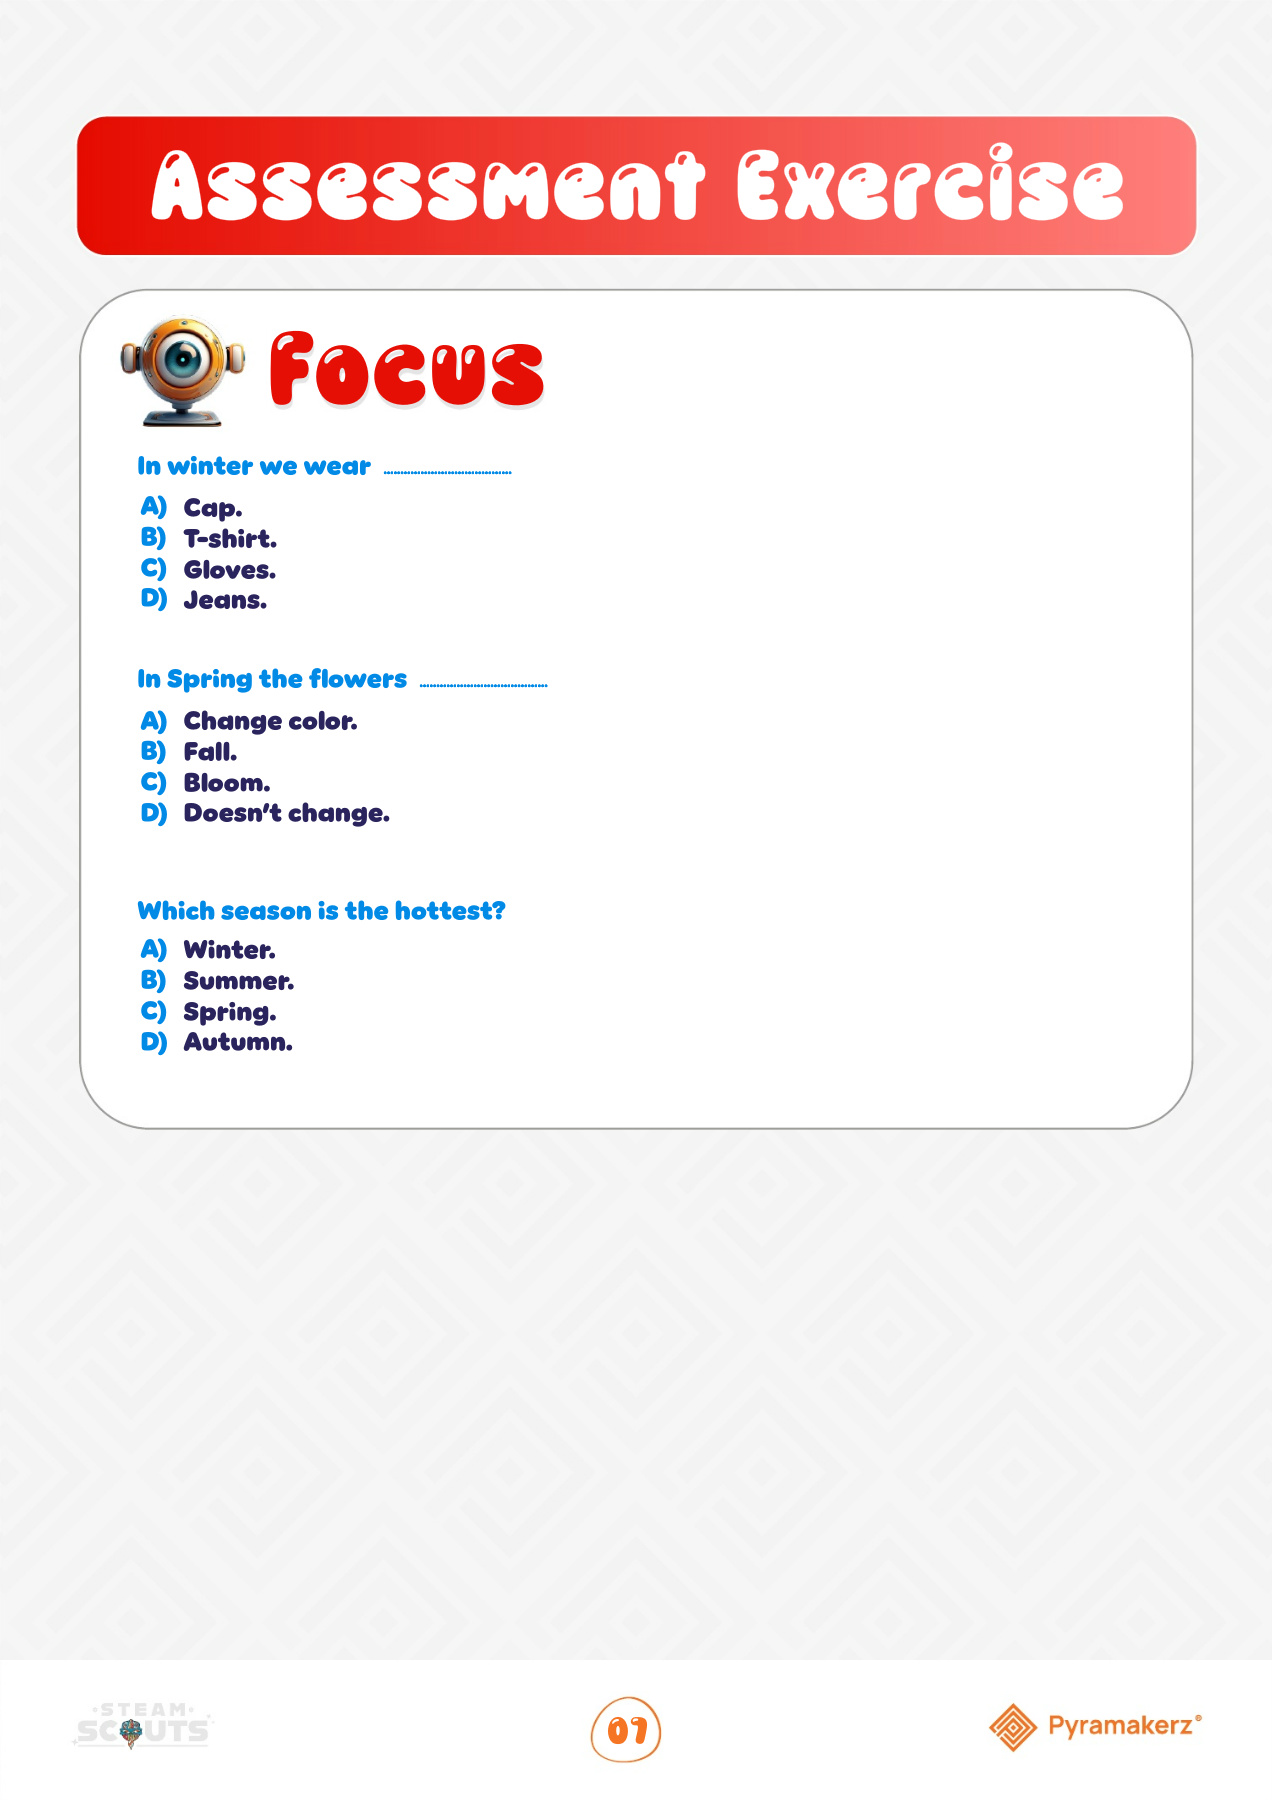 Assessment Exercise
Focus
In winter we wear ......................................
A) Cap.
B) T-shirt.
C) Gloves.
D) Jeans.
In Spring the flowers ......................................
A) Change color.
B) Fall.
C) Bloom.
D) Doesn't change.
Which season is the hottest?
A) Winter.
B) Summer.
C) Spring.
D) Autumn.
·STEAM·
SCOUTS
07
Pyramakerz®